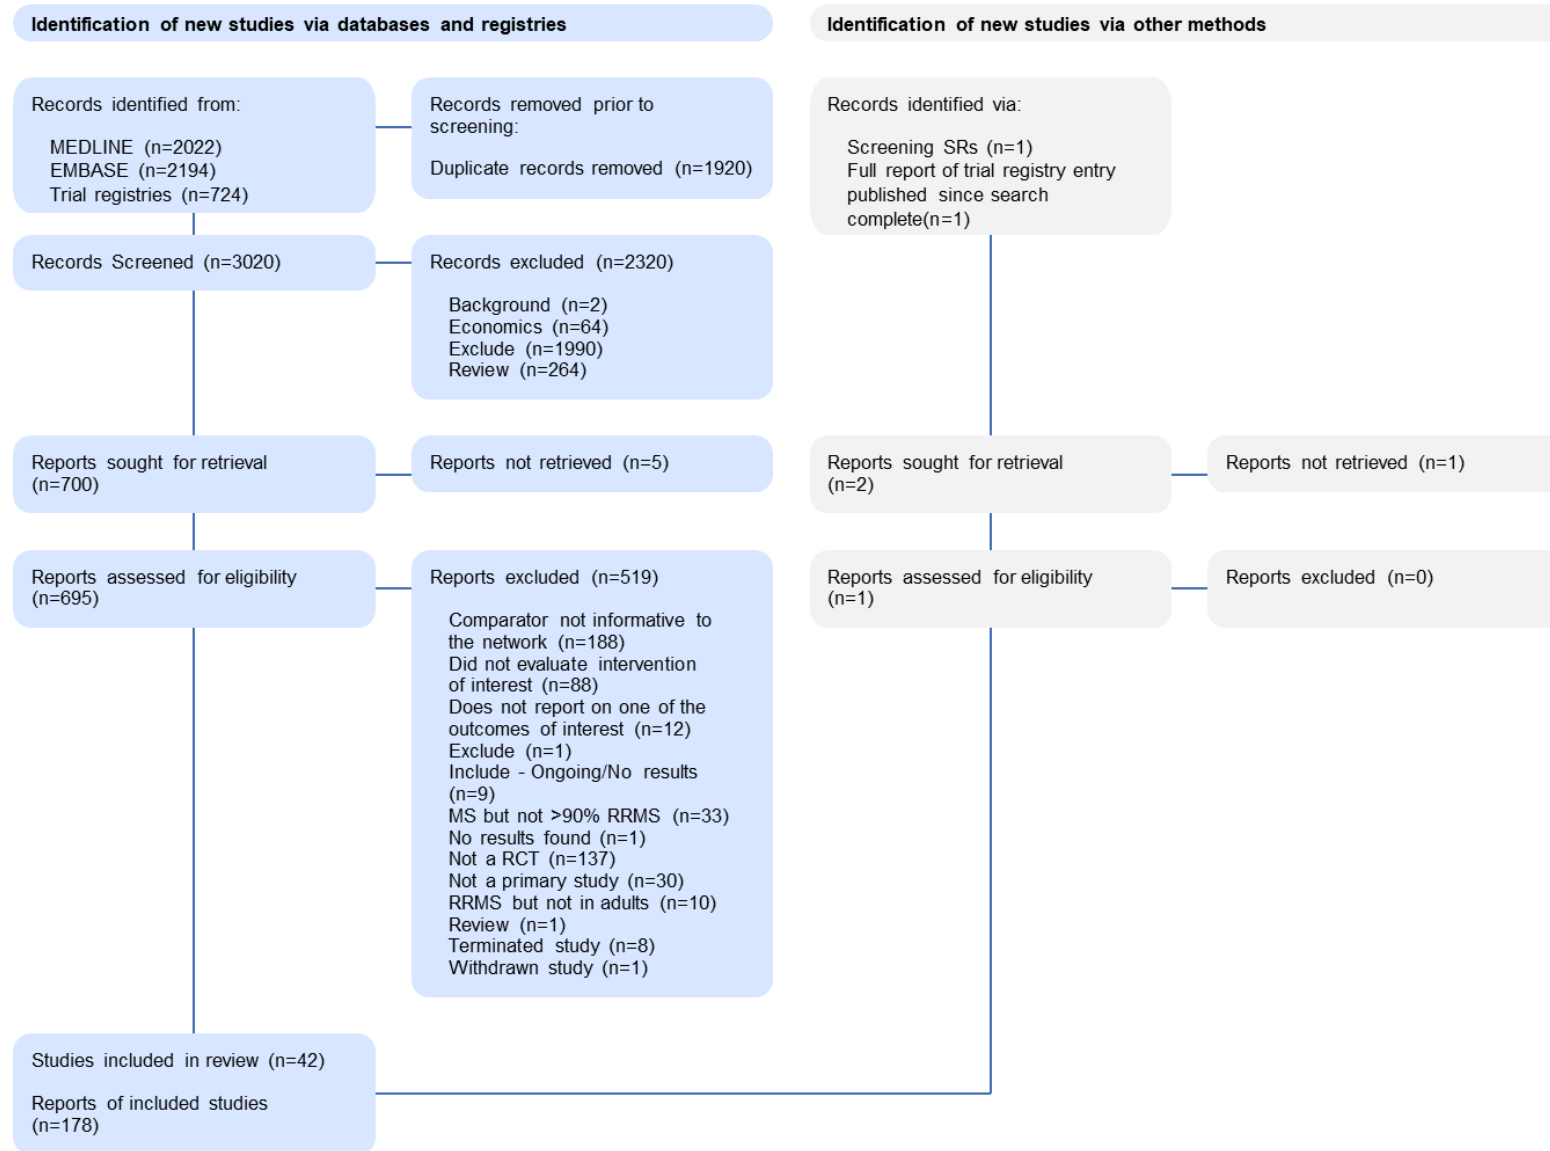 Identification of new studies via databases and registries
Identification of new studies via other methods
Records identified from:
MEDLINE (n=2022)
EMBASE (n=2194)
Trial registries (n=724)
Records removed prior to
screening:
Duplicate records removed (n=1920)
Records identified via:
Screening SRs (n=1)
Full report of trial registry entry
published since search
complete(n=1)
Records Screened (n=3020)
Records excluded (n=2320)
Background (n=2)
Economics (n=64)
Exclude (n=1990)
Review (n=264)
Reports sought for retrieval
(n=700)
Reports not retrieved (n=5)
Reports sought for retrieval
(n=2)
Reports not retrieved (n=1)
Reports assessed for eligibility
(n=695)
Reports excluded (n=519)
Comparator not informative to
the network (n=188)
Did not evaluate intervention
of interest (n=88)
Does not report on one of the
outcomes of interest (n=12)
Exclude (n=1)
Include - Ongoing/No results
(n=9)
MS but not >90% RRMS (n=33)
No results found (n=1)
Not a RCT (n=137)
Not a primary study (n=30)
RRMS but not in adults (n=10)
Review (n=1)
Terminated study (n=8)
Withdrawn study (n=1)
Reports assessed for eligibility
(n=1)
Reports excluded (n=0)
Studies included in review (n=42)
Reports of included studies
(n=178)